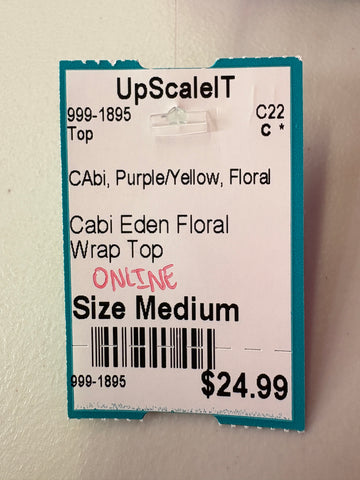 UpScaleIT
999-1895 C22
Top C *
CAbi, Purple/Yellow, Floral
Cabi Eden Floral
Wrap Top
ONLINE
Size Medium
999-1895 $24.99